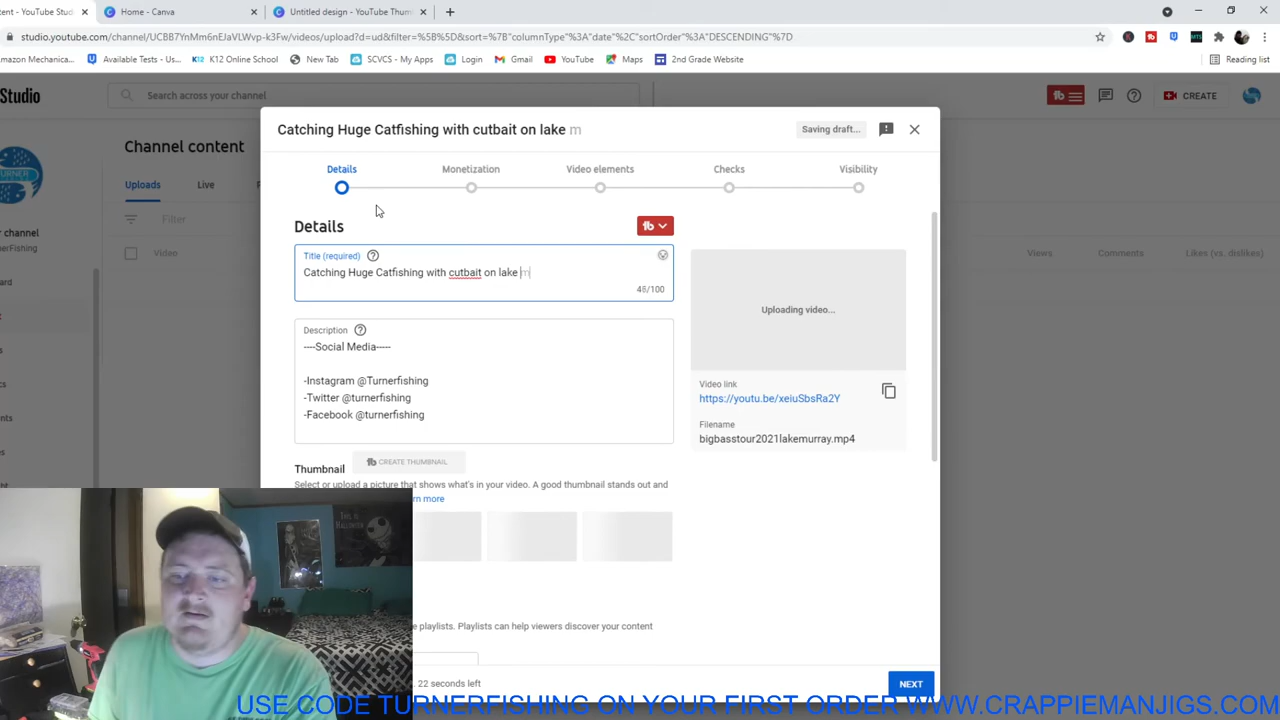 ntent - YouTube Studio
Home - Canva
Untitled design - YouTube Thum
studio.youtube.com/channel/UCBB7YnMm6nEJaVLWvp-k3Fw/videos/upload?d=ud&filter=%5B%5D&sort=%7B"columnType"%3A"date"%2C"sortOrder"%3A"DESCENDING"%7D
mazon Mechanica...
Available Tests - Us...
K12 Online School
New Tab
SCVCS - My Apps
Login
Gmail
YouTube
Maps
2nd Grade Website
Reading list
Studio
Search across your channel
CREATE
Catching Huge Catfishing with cutbait on lake m
Saving draft...
Channel content
Details
Monetization
Video elements
Checks
Visibility
Uploads
Live
Filter
Details
Title (required)
Catching Huge Catfishing with cutbait on lake m
46/100
ur channel
erFishing
Video
Views
Comments
Likes (vs. dislikes)
Uploading video...
Description
----Social Media-----
-Instagram @Turnerfishing
-Twitter @turnerfishing
-Facebook @turnerfishing
Video link
https://youtu.be/xeiuSbsRa2Y
Filename
bigbasstour2021lakemurray.mp4
Thumbnail
CREATE THUMBNAIL
Select or upload a picture that shows what's in your video. A good thumbnail stands out and
rn more
e playlists. Playlists can help viewers discover your content
22 seconds left
NEXT
USE CODE TURNERFISHING ON YOUR FIRST ORDER WWW.CRAPPIEMANJIGS.COM